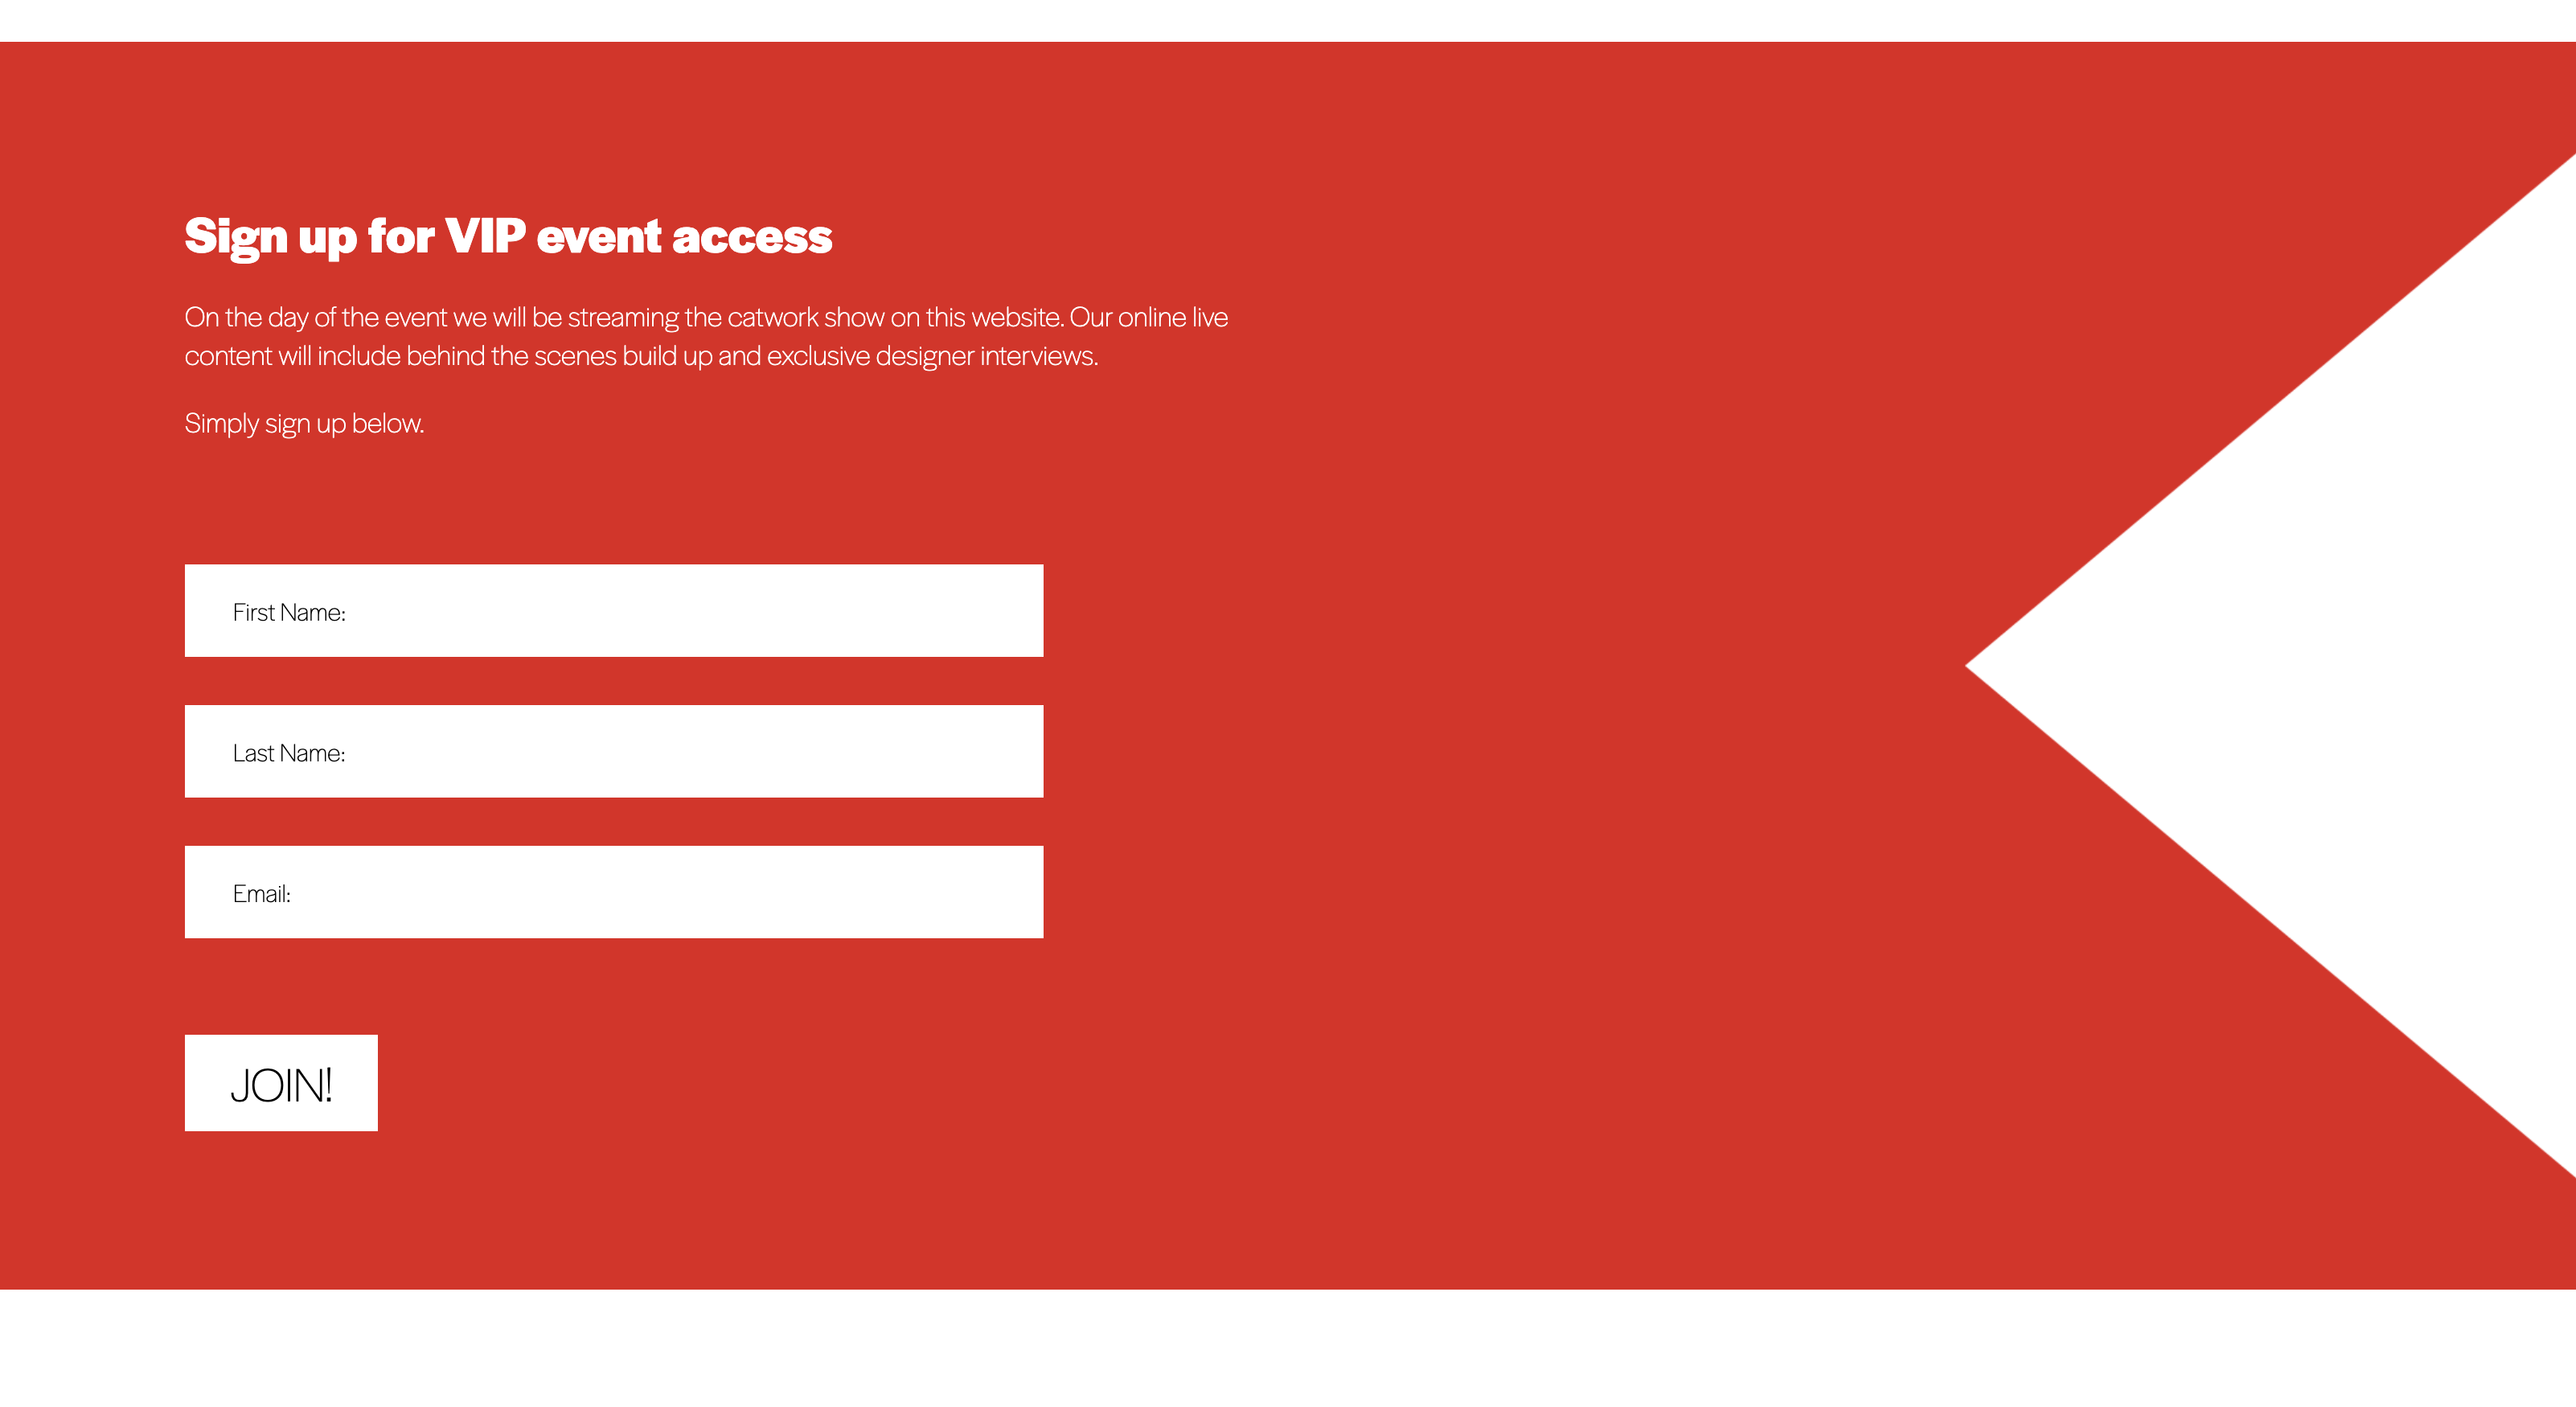 Sign up for VIP event access
On the day of the event we will be streaming the catwork show on this website. Our online live
content will include behind the scenes build up and exclusive designer interviews.
Simply sign up below.
First Name:
Last Name:
Email:
JOIN!